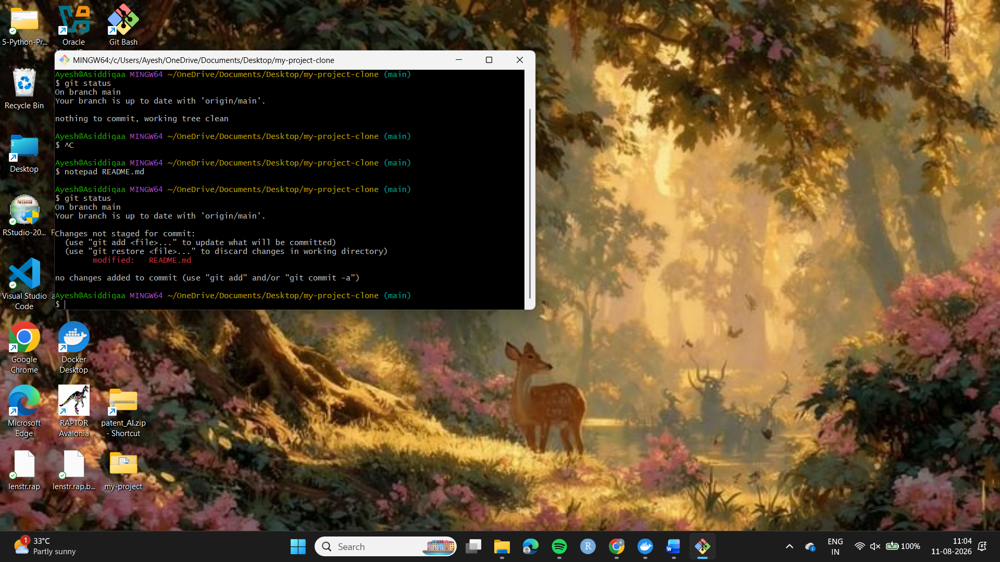 5-Python-Pr...
Oracle
Git Bash
Recycle Bin
Desktop
NSIS
RStudio-20...
Visual Studio
Code
Google
Chrome
Docker
Desktop
Microsoft
Edge
RAPTOR
Avalonia
patent_AI.zip
- Shortcut
lenstr.rap
lenstr.rap.b...
my-project
MINGW64:/c/Users/Ayesh/OneDrive/Documents/Desktop/my-project-clone
Ayesh@Asiddiqaa MINGW64 ~/OneDrive/Documents/Desktop/my-project-clone (main)
$ git status
On branch main
Your branch is up to date with 'origin/main'.
nothing to commit, working tree clean
Ayesh@Asiddiqaa MINGW64 ~/OneDrive/Documents/Desktop/my-project-clone (main)
$ ^C
Ayesh@Asiddiqaa MINGW64 ~/OneDrive/Documents/Desktop/my-project-clone (main)
$ notepad README.md
Ayesh@Asiddiqaa MINGW64 ~/OneDrive/Documents/Desktop/my-project-clone (main)
$ git status
On branch main
Your branch is up to date with 'origin/main'.
Changes not staged for commit:
(use "git add <file>..." to update what will be committed)
(use "git restore <file>..." to discard changes in working directory)
modified:   README.md
no changes added to commit (use "git add" and/or "git commit -a")
Ayesh@Asiddiqaa MINGW64 ~/OneDrive/Documents/Desktop/my-project-clone (main)
$
1
33°C
Partly sunny
Search
R
a
W
ENG
IN
100%
11:04
11-08-2026